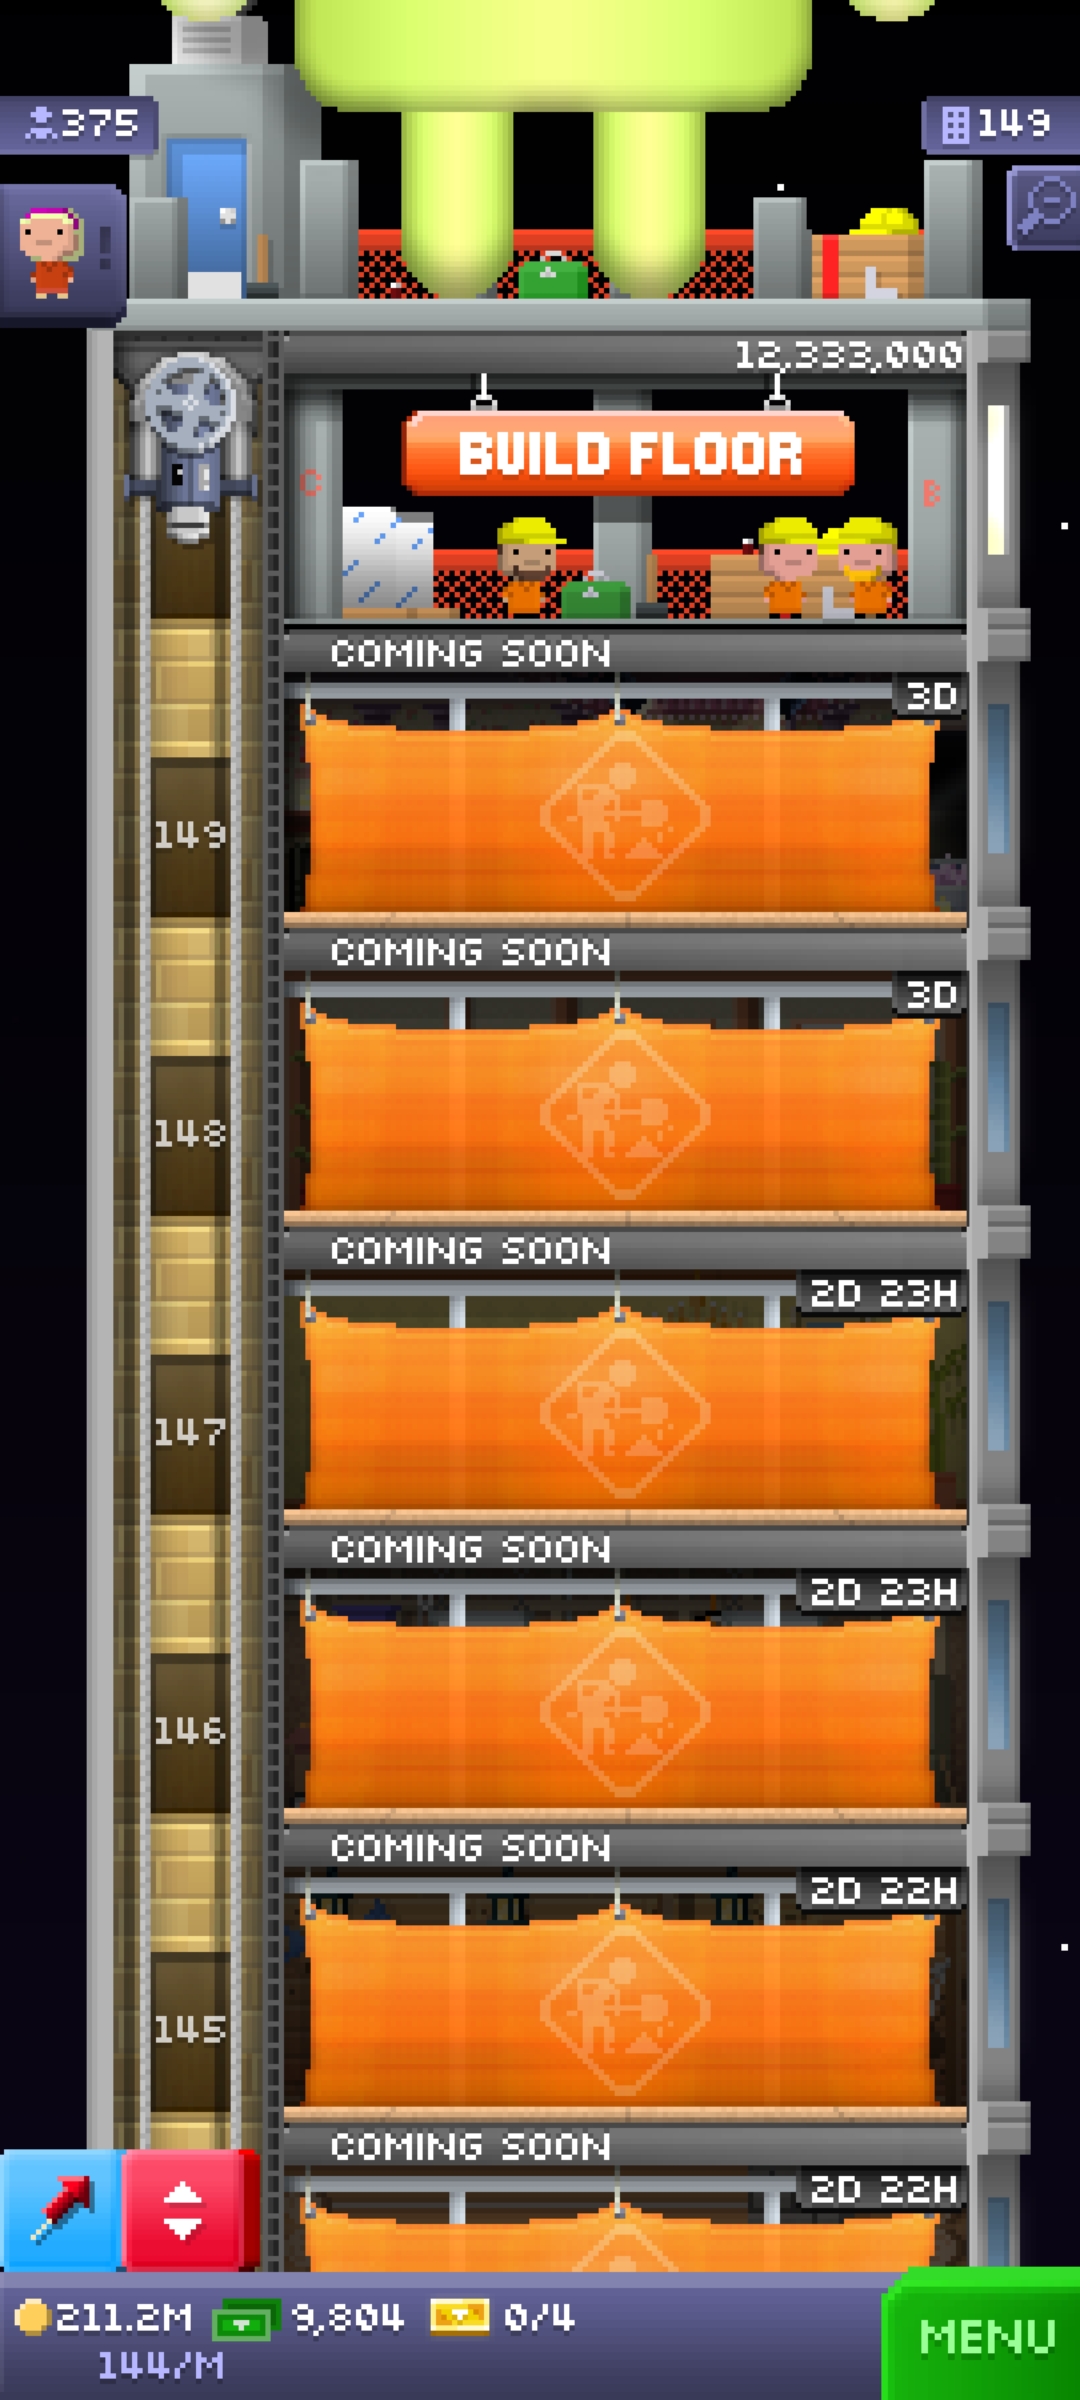 375
149
12,333,000
BUILD FLOOR
C
B
COMING SOON
3D
149
COMING SOON
3D
148
COMING SOON
2D 23H
147
COMING SOON
2D 23H
146
COMING SOON
2D 22H
145
COMING SOON
2D 22H
211.2M 9,804 0/4
144/M
MENU